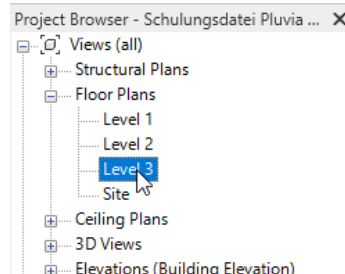 Project Browser - Schulungsdatei Pluvia ...
Views (all)
Structural Plans
Floor Plans
Level 1
Level 2
Level 3
Site
Ceiling Plans
3D Views
Elevations (Building Elevation)